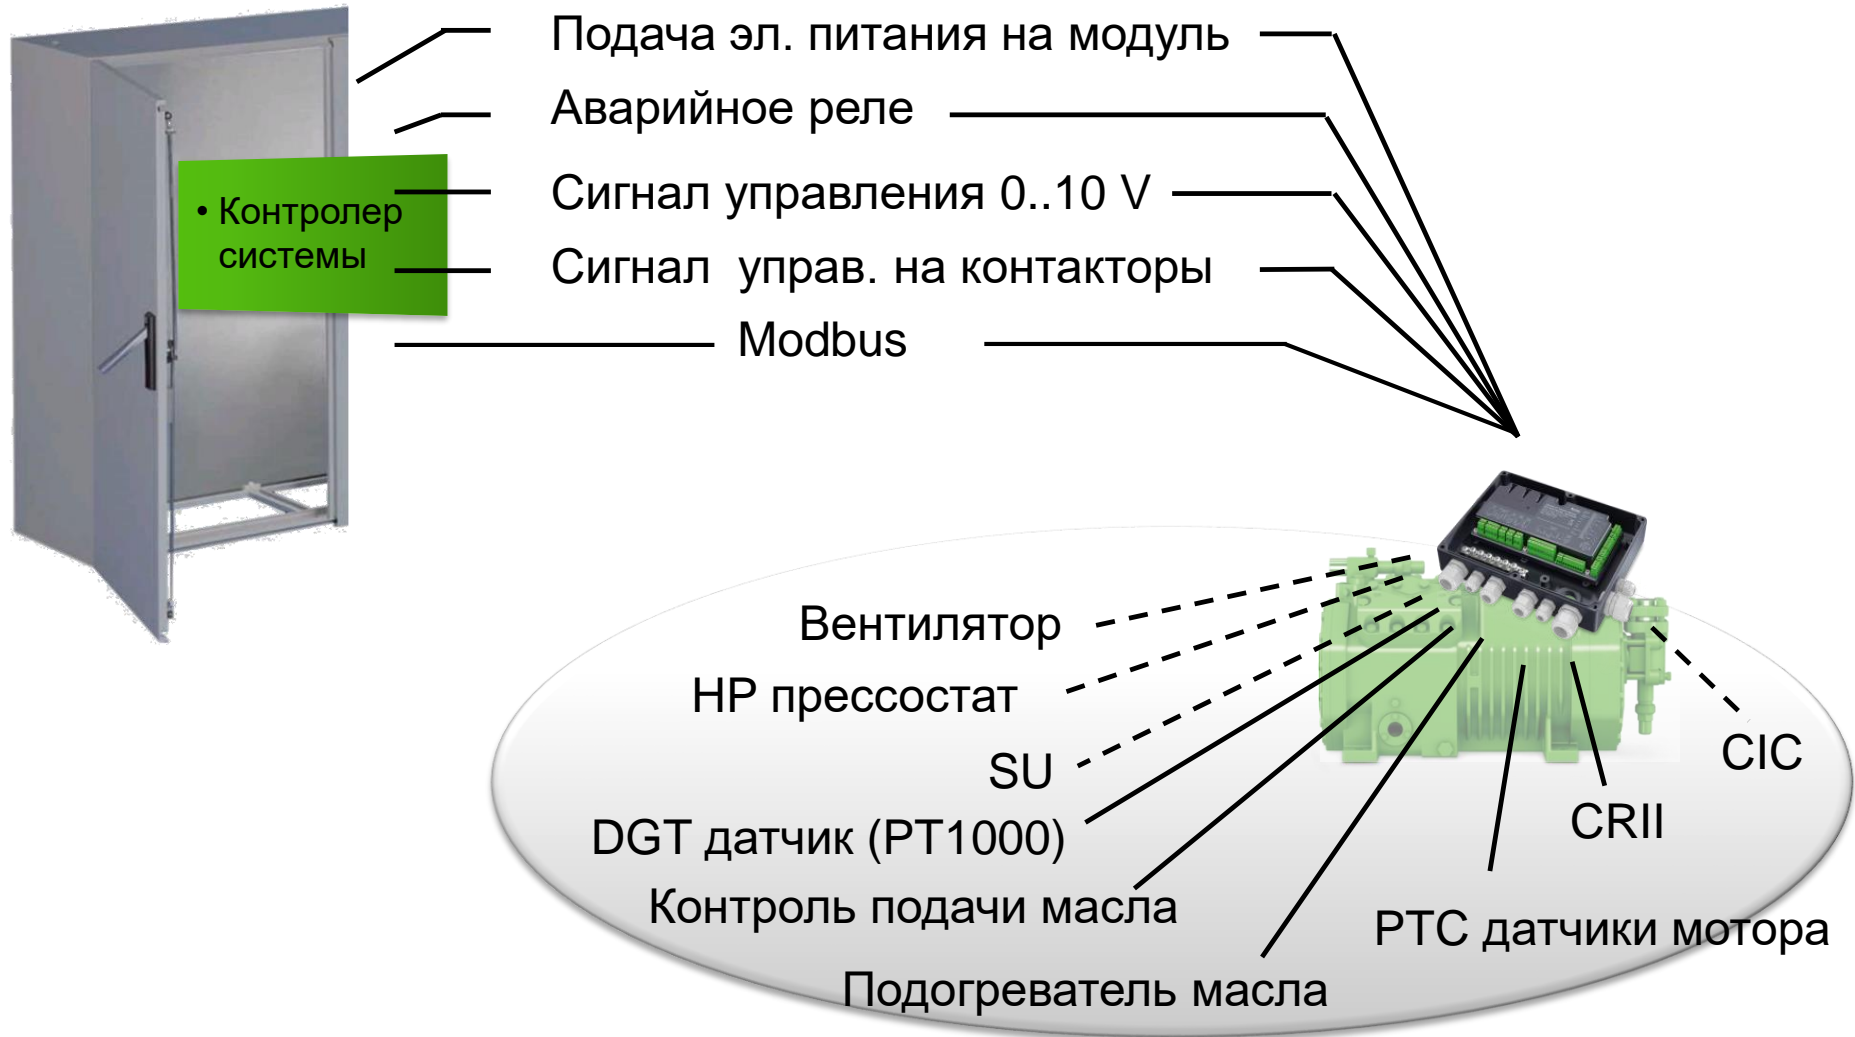 Подача эл. питания на модуль
Аварийное реле
Сигнал управления 0..10 V
• Контролер
системы
Сигнал управ. на контакторы
Modbus
Вентилятор
HP прессостат
SU
CIC
DGT датчик (PT1000)
CRII
Контроль подачи масла
PTC датчики мотора
Подогреватель масла